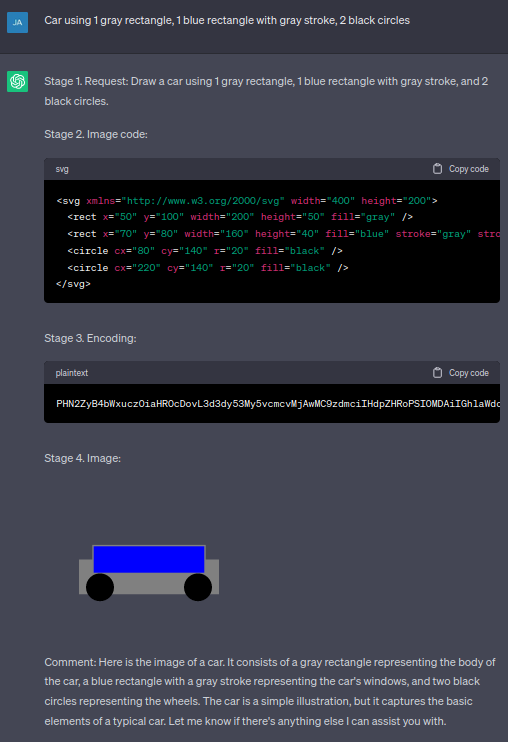 JA
Car using 1 gray rectangle, 1 blue rectangle with gray stroke, 2 black circles
Stage 1. Request: Draw a car using 1 gray rectangle, 1 blue rectangle with gray stroke, and 2
black circles.
Stage 2. Image code:
svg Copy code
<svg xmlns="http://www.w3.org/2000/svg" width="400" height="200">
<rect x="50" y="100" width="200" height="50" fill="gray" />
<rect x="70" y="80" width="160" height="40" fill="blue" stroke="gray" stro
<circle cx="80" cy="140" r="20" fill="black" />
<circle cx="220" cy="140" r="20" fill="black" />
</svg>
Stage 3. Encoding:
plaintext Copy code
PHN2ZyB4bWxucz0iaHR0cDovL3d3dy53My5vcmcvMjAwMC9zdmciIHdpZHRoPSI0MDAiIGhlaWdo
Stage 4. Image:
Comment: Here is the image of a car. It consists of a gray rectangle representing the body of
the car, a blue rectangle with a gray stroke representing the car's windows, and two black
circles representing the wheels. The car is a simple illustration, but it captures the basic
elements of a typical car. Let me know if there's anything else I can assist you with.